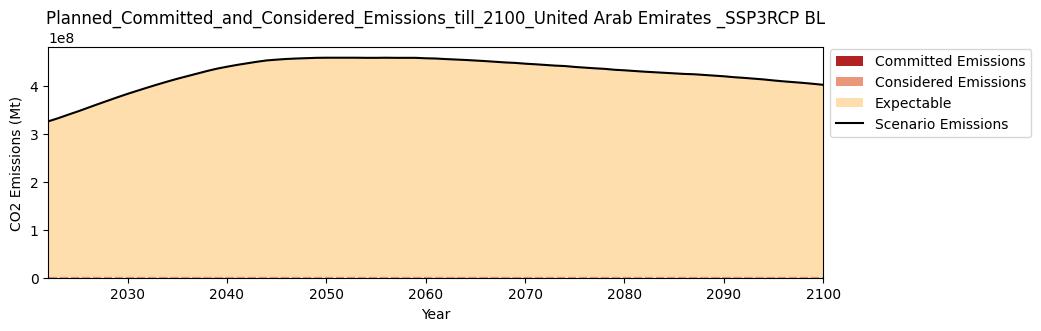 Planned_Committed_and_Considered_Emissions_till_2100_United Arab Emirates _SSP3RCP BL
1e8
4
3
2
1
0
CO2 Emissions (Mt)
2030 2040 2050 2060 2070 2080 2090 2100
Year
Committed Emissions
Considered Emissions
Expectable
Scenario Emissions